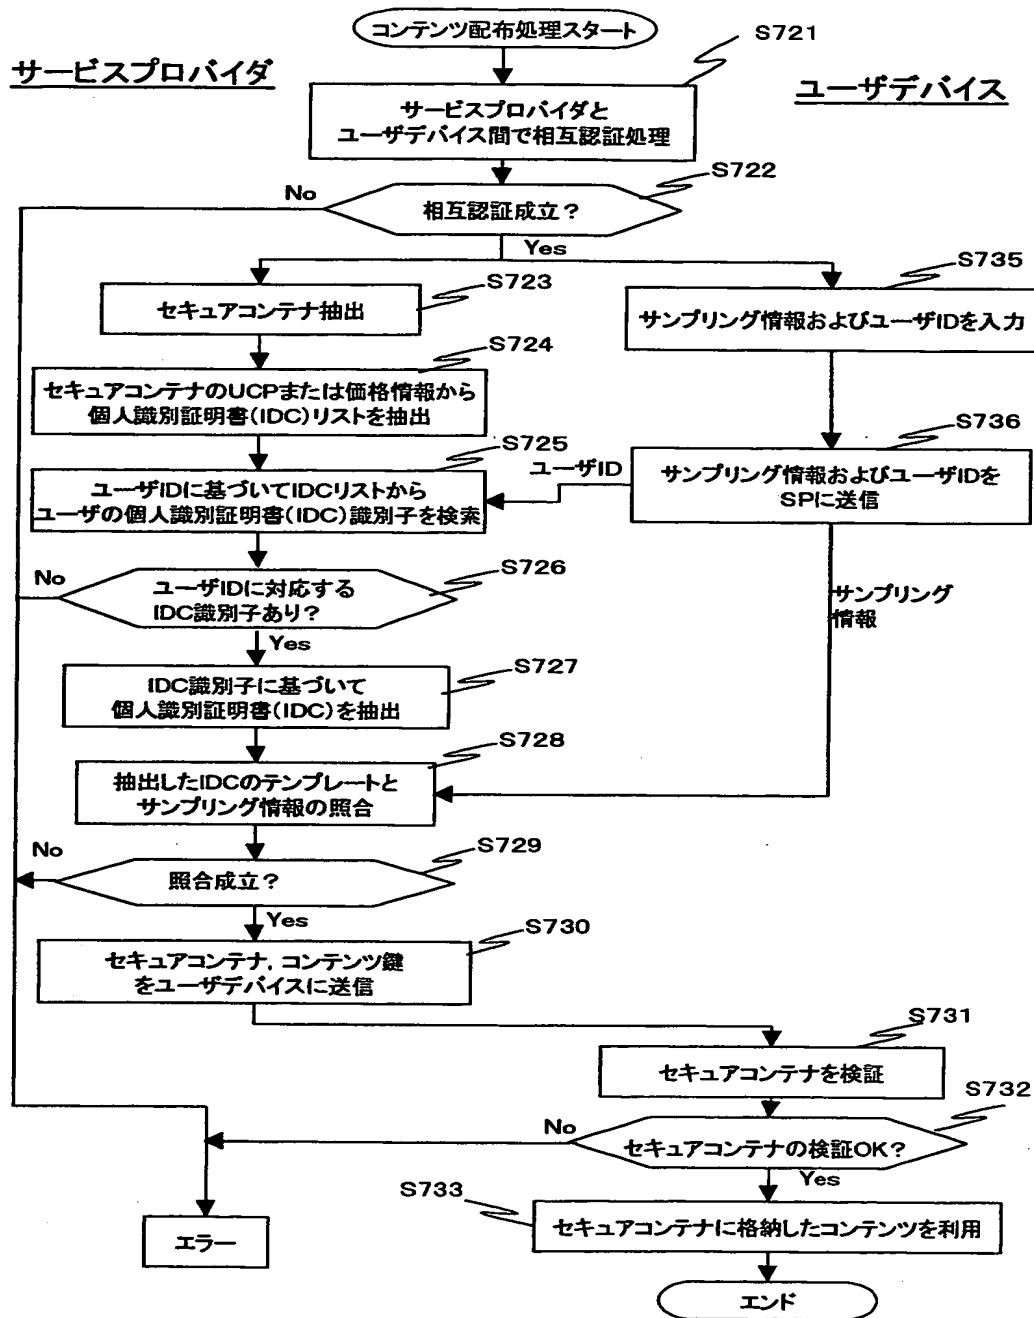 コンテンツ配布処理スタート
S721
サービスプロバイダ
ユーザデバイス
サービスプロバイダと
ユーザデバイス間で相互認証処理
S722
No
相互認証成立?
Yes
S723
S735
セキュアコンテナ抽出
サンプリング情報およびユーザIDを入力
S724
セキュアコンテナのUCPまたは価格情報から
個人識別証明書(IDC)リストを抽出
S736
S725
ユーザID
ユーザIDに基づいてIDCリストから
ユーザの個人識別証明書(IDC)識別子を検索
サンプリング情報およびユーザIDを
SPに送信
No
S726
ユーザIDに対応する
IDC識別子あり?
サンプリング
情報
Yes
S727
IDC識別子に基づいて
個人識別証明書(IDC)を抽出
S728
抽出したIDCのテンプレートと
サンプリング情報の照合
No
S729
照合成立?
Yes
S730
セキュアコンテナ,コンテンツ鍵
をユーザデバイスに送信
S731
セキュアコンテナを検証
S732
No
セキュアコンテナの検証OK?
Yes
S733
セキュアコンテナに格納したコンテンツを利用
エラー
エンド